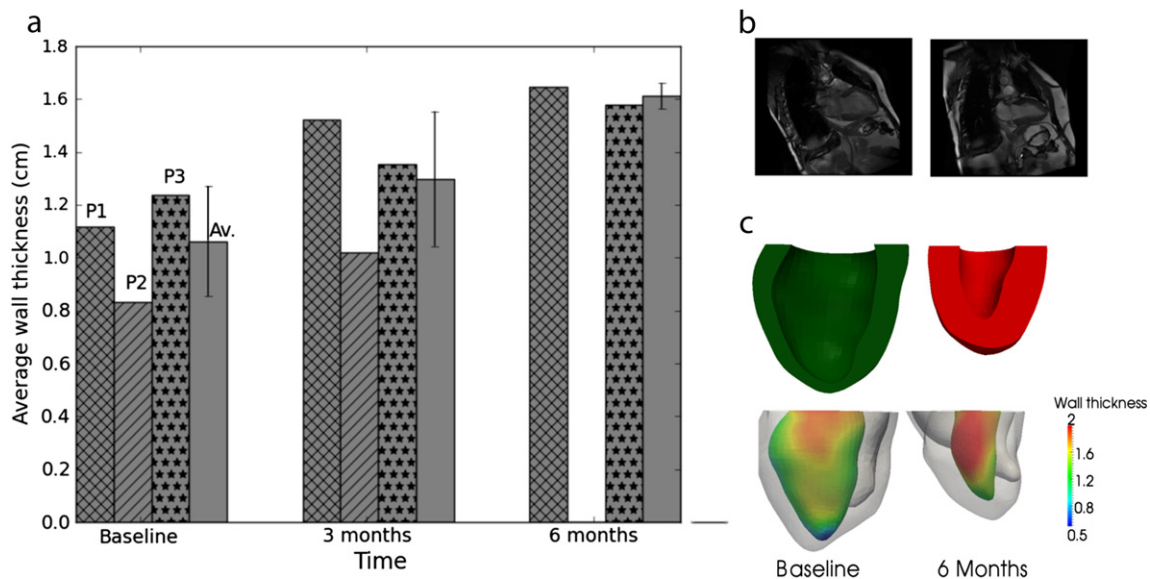 a
1.8
1.6
1.4
1.2
1.0
0.8
0.6
0.4
0.2
0.0
Average wall thickness (cm)
P1
P2
P3
Av.
Baseline
3 months
6 months
Time
b
c
Wall thickness
2
1.6
1.2
0.8
0.5
Baseline
6 Months